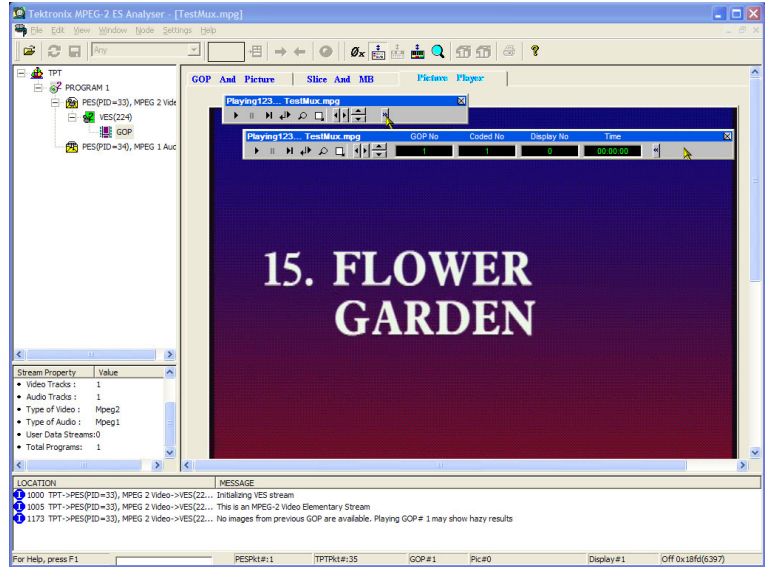 Tektronix MPEG-2 ES Analyser - [TestMux.mpg]
File Edit View Window Node Settings Help
Any
TPT
PROGRAM 1
PES(PID=33), MPEG 2 Vide
VES(224)
GOP
PES(PID=34), MPEG 1 Auc
GOP And Picture Slice And MB Picture Player
Playing123... TestMux.mpg
Playing123... TestMux.mpg GOP No Coded No Display No Time
1 1 0 00:00:00
15. FLOWER
GARDEN
Stream Property Value
Video Tracks : 1
Audio Tracks : 1
Type of Video : Mpeg2
Type of Audio : Mpeg1
User Data Streams:0
Total Programs: 1
LOCATION MESSAGE
1000 TPT->PES(PID=33), MPEG 2 Video->VES(22... Initializing VES stream
1005 TPT->PES(PID=33), MPEG 2 Video->VES(22... This is an MPEG-2 Video Elementary Stream
1173 TPT->PES(PID=33), MPEG 2 Video->VES(22... No images from previous GOP are available. Playing GOP# 1 may show hazy results
For Help, press F1 PESPkt#:1 TPTPkt#:35 GOP#1 Pic#0 Display#1 Off 0x18fd(6397)